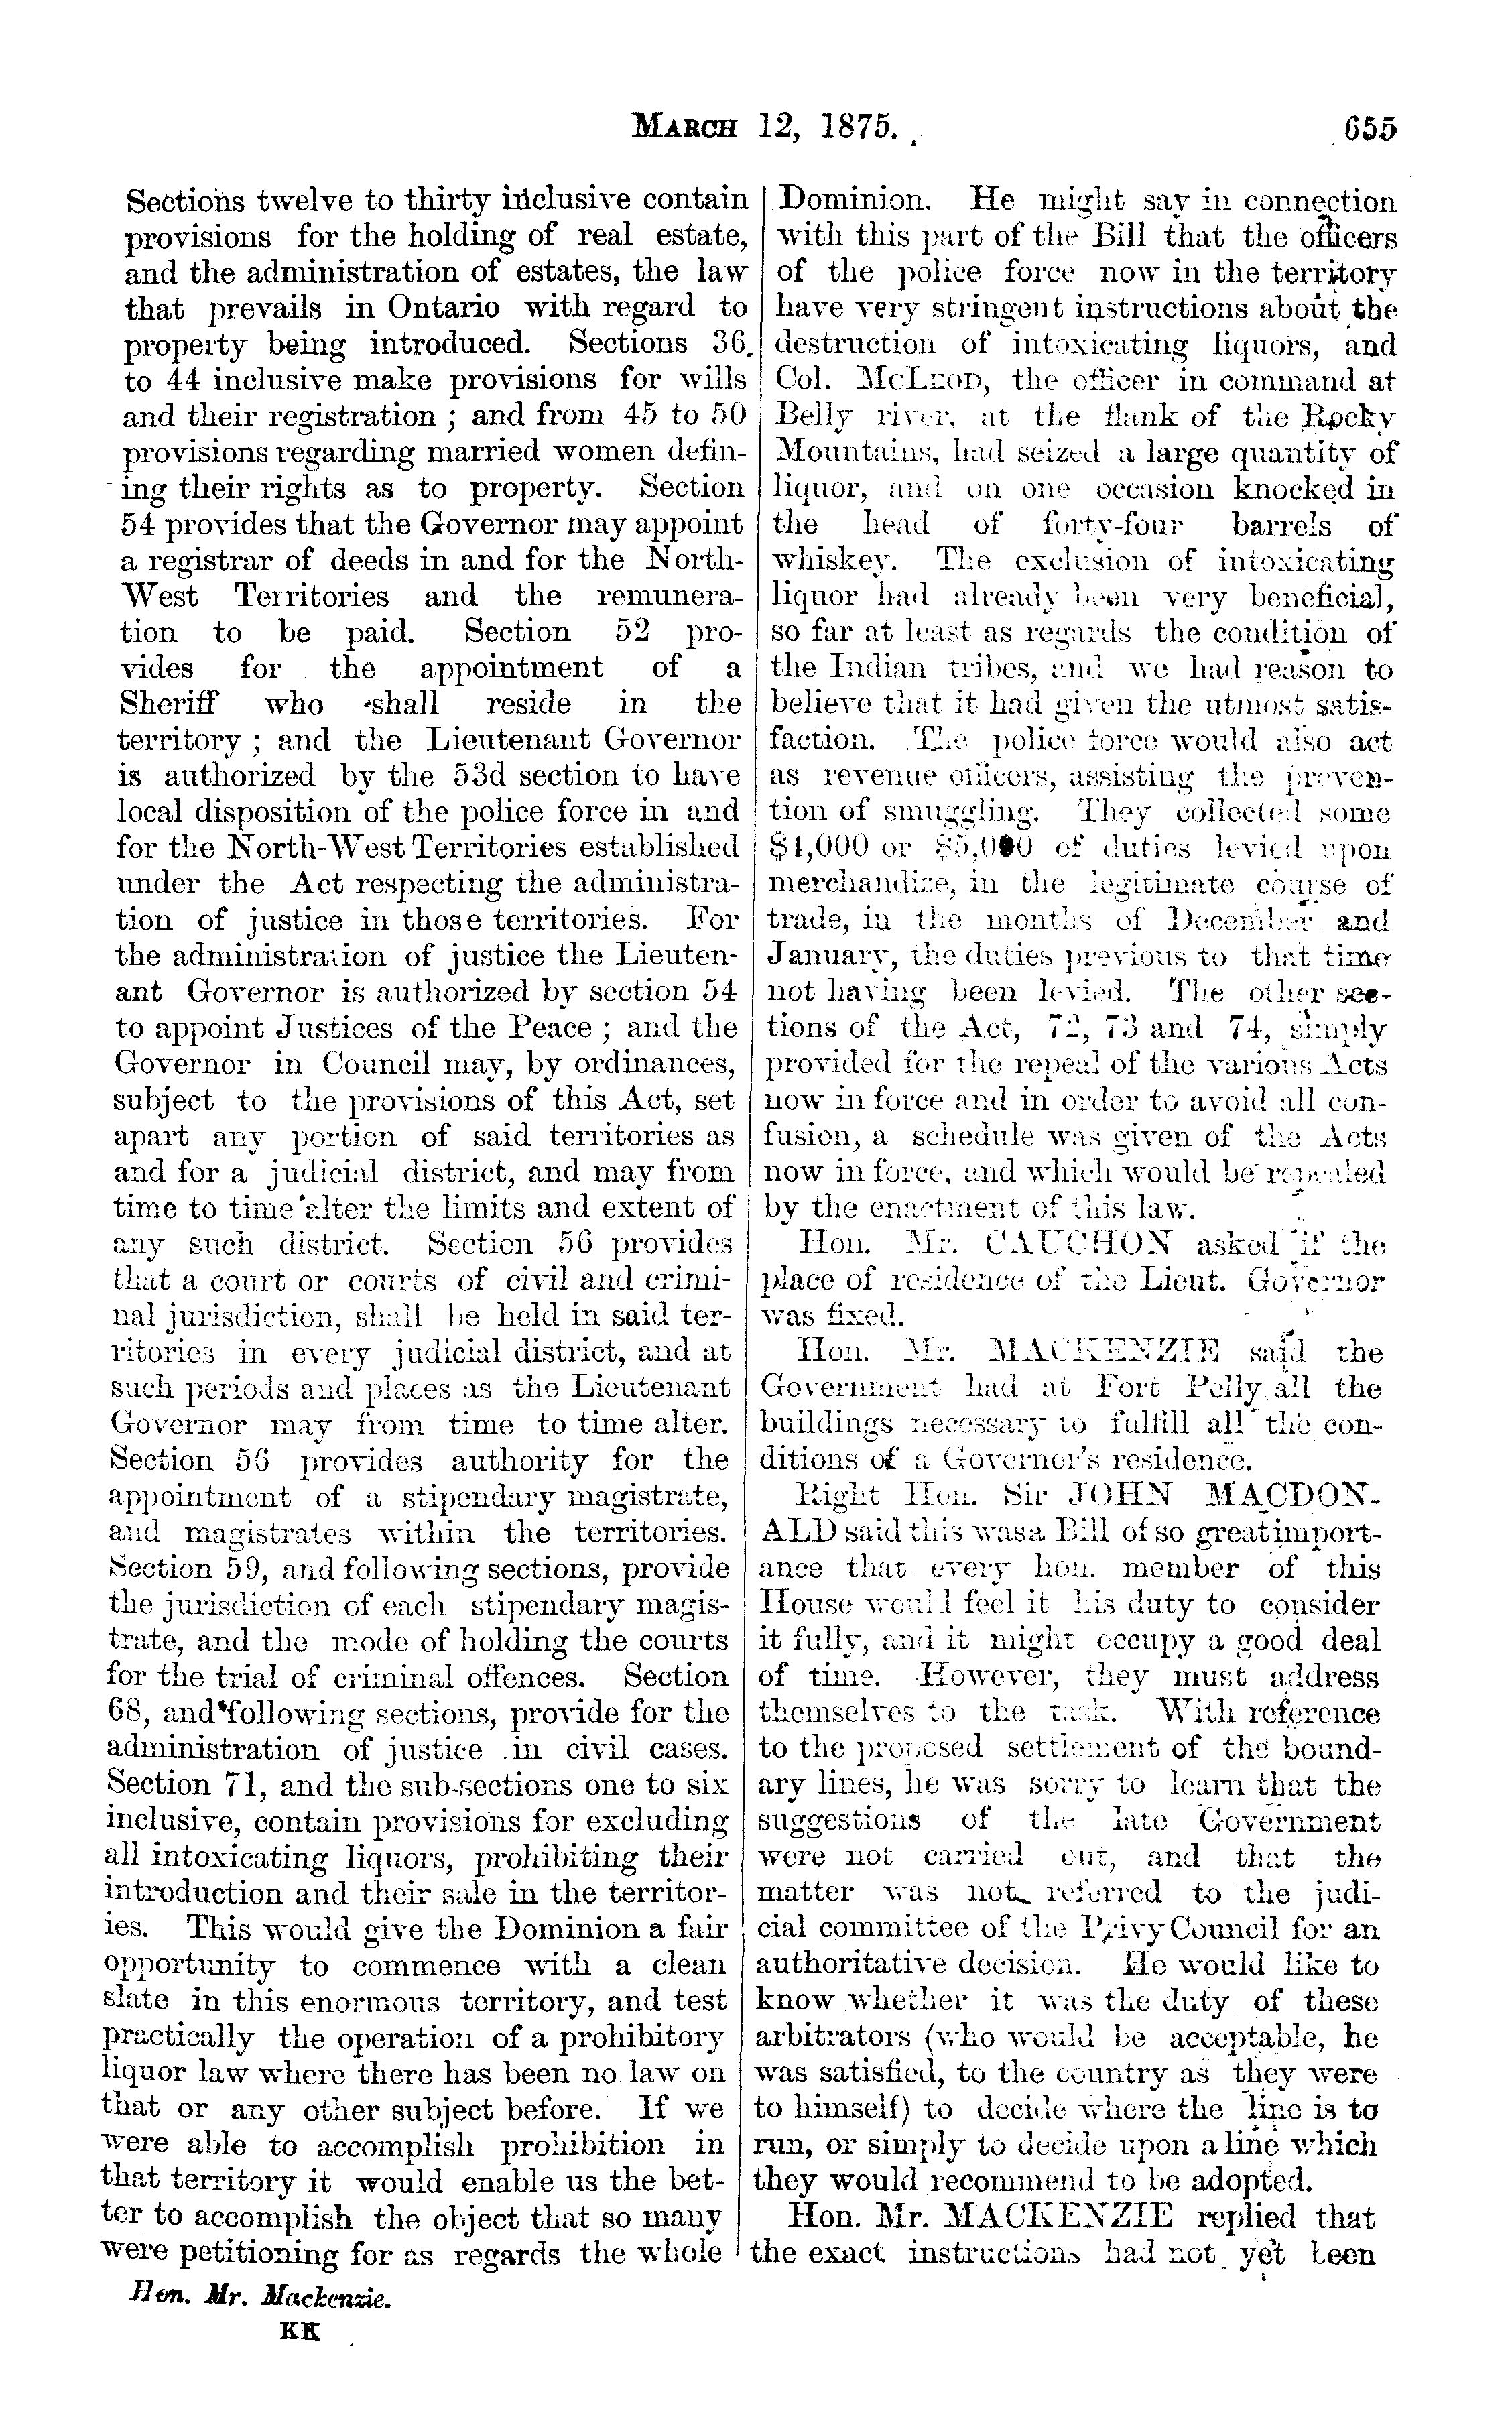 MARCH 12, 1875.
655
Sections twelve to thirty inclusive contain
provisions for the holding of real estate,
and the administration of estates, the law
that prevails in Ontario with regard to
property being introduced. Sections 36
to 44 inclusive make provisions for wills
and their registration ; and from 45 to 50
provisions regarding married women defin-
ing their rights as to property. Section
54 provides that the Governor may appoint
a registrar of deeds in and for the North-
West Territories and the remunera-
tion to be paid. Section 52 pro-
vides for the appointment of a
Sheriff who shall reside in the
territory ; and the Lieutenant Governor
is authorized by the 53d section to have
local disposition of the police force in and
for the North-West Territories established
under the Act respecting the administra-
tion of justice in those territories. For
the administration of justice the Lieuten-
ant Governor is authorized by section 54
to appoint Justices of the Peace ; and the
Governor in Council may, by ordinances,
subject to the provisions of this Act, set
apart any portion of said territories as
and for a judicial district, and may from
time to time alter the limits and extent of
any such district. Section 56 provides
that a court or courts of civil and crimi-
nal jurisdiction, shall be held in said ter-
ritories in every judicial district, and at
such periods and places as the Lieutenant
Governor may from time to time alter.
Section 56 provides authority for the
appointment of a stipendary magistrate,
and magistrates within the territories.
Section 59, and following sections, provide
the jurisdiction of each stipendary magis-
trate, and the mode of holding the courts
for the trial of criminal offences. Section
68, and following sections, provide for the
administration of justice in civil cases.
Section 71, and the sub-sections one to six
inclusive, contain provisions for excluding
all intoxicating liquors, prohibiting their
introduction and their sale in the territor-
ies. This would give the Dominion a fair
opportunity to commence with a clean
slate in this enormous territory, and test
practically the operation of a prohibitory
liquor law where there has been no law on
that or any other subject before. If we
were able to accomplish prohibition in
that territory it would enable us the bet-
ter to accomplish the object that so many
were petitioning for as regards the whole
Hon. Mr. Mackenzie.
KK
Dominion. He might say in connection
with this part of the Bill that the officers
of the police force now in the territory
have very stringent instructions about the
destruction of intoxicating liquors, and
Col. McLEOD, the officer in command at
Belly river, at the flank of the Rocky
Mountains, had seized a large quantity of
liquor, and on one occasion knocked in
the head of forty-four barrels of
whiskey. The exclusion of intoxicating
liquor had already been very beneficial,
so far at least as regards the condition of
the Indian tribes, and we had reason to
believe that it had given the utmost satis-
faction. The police force would also act
as revenue officers, assisting the preven-
tion of smuggling. They collected some
$4,000 or $5,000 of duties levied upon
merchandize, in the legitimate course of
trade, in the months of December and
January, the duties previous to that time
not having been levied. The other sec-
tions of the Act, 72, 73 and 74, simply
provided for the repeal of the various Acts
now in force and in order to avoid all con-
fusion, a schedule was given of the Acts
now in force, and which would be repealed
by the enactment of this law.
Hon. Mr. CAUCHON asked if the
place of residence of the Lieut. Governor
was fixed.
Hon. Mr. MACKENZIE said the
Government had at Fort Pelly all the
buildings necessary to fulfill all the con-
ditions of a Governor's residence.
Right Hon. Sir JOHN MACDON-
ALD said this was a Bill of so great import-
ance that every hon. member of this
House would feel it his duty to consider
it fully, and it might occupy a good deal
of time. However, they must address
themselves to the task. With reference
to the proposed settlement of the bound-
ary lines, he was sorry to learn that the
suggestions of the late Government
were not carried out, and that the
matter was not referred to the judi-
cial committee of the Privy Council for an
authoritative decision. He would like to
know whether it was the duty of these
arbitrators (who would be acceptable, he
was satisfied, to the country as they were
to himself) to decide where the line is to
run, or simply to decide upon a line which
they would recommend to be adopted.
Hon. Mr. MACKENZIE replied that
the exact instructions had not yet been